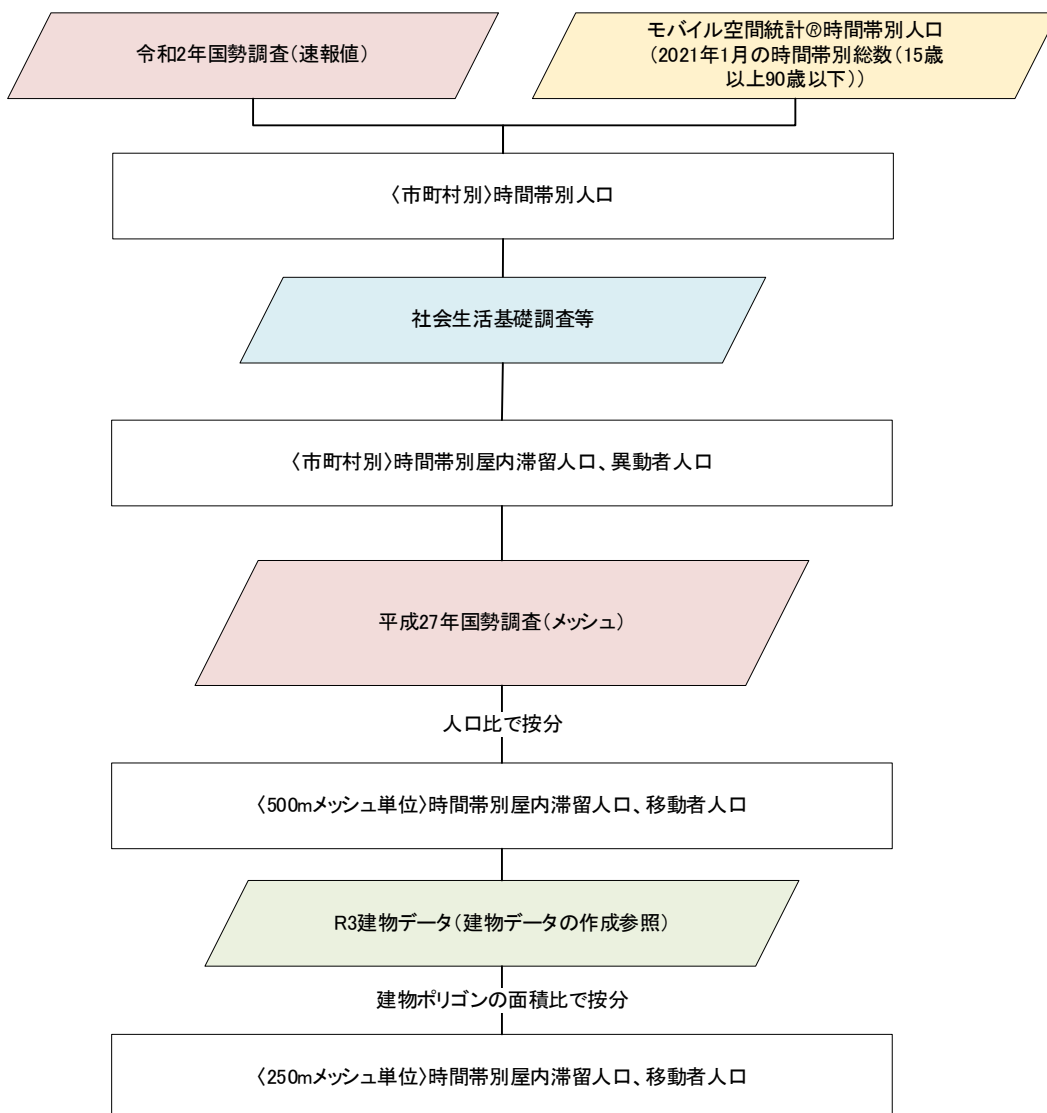 令和2年国勢調査(速報値)
モバイル空間統計®時間帯別人口
(2021年1月の時間帯別総数(15歳
以上90歳以下))
〈市町村別〉時間帯別人口
社会生活基礎調査等
〈市町村別〉時間帯別屋内滞留人口、異動者人口
平成27年国勢調査(メッシュ)
人口比で按分
〈500mメッシュ単位〉時間帯別屋内滞留人口、移動者人口
R3建物データ(建物データの作成参照)
建物ポリゴンの面積比で按分
〈250mメッシュ単位〉時間帯別屋内滞留人口、移動者人口